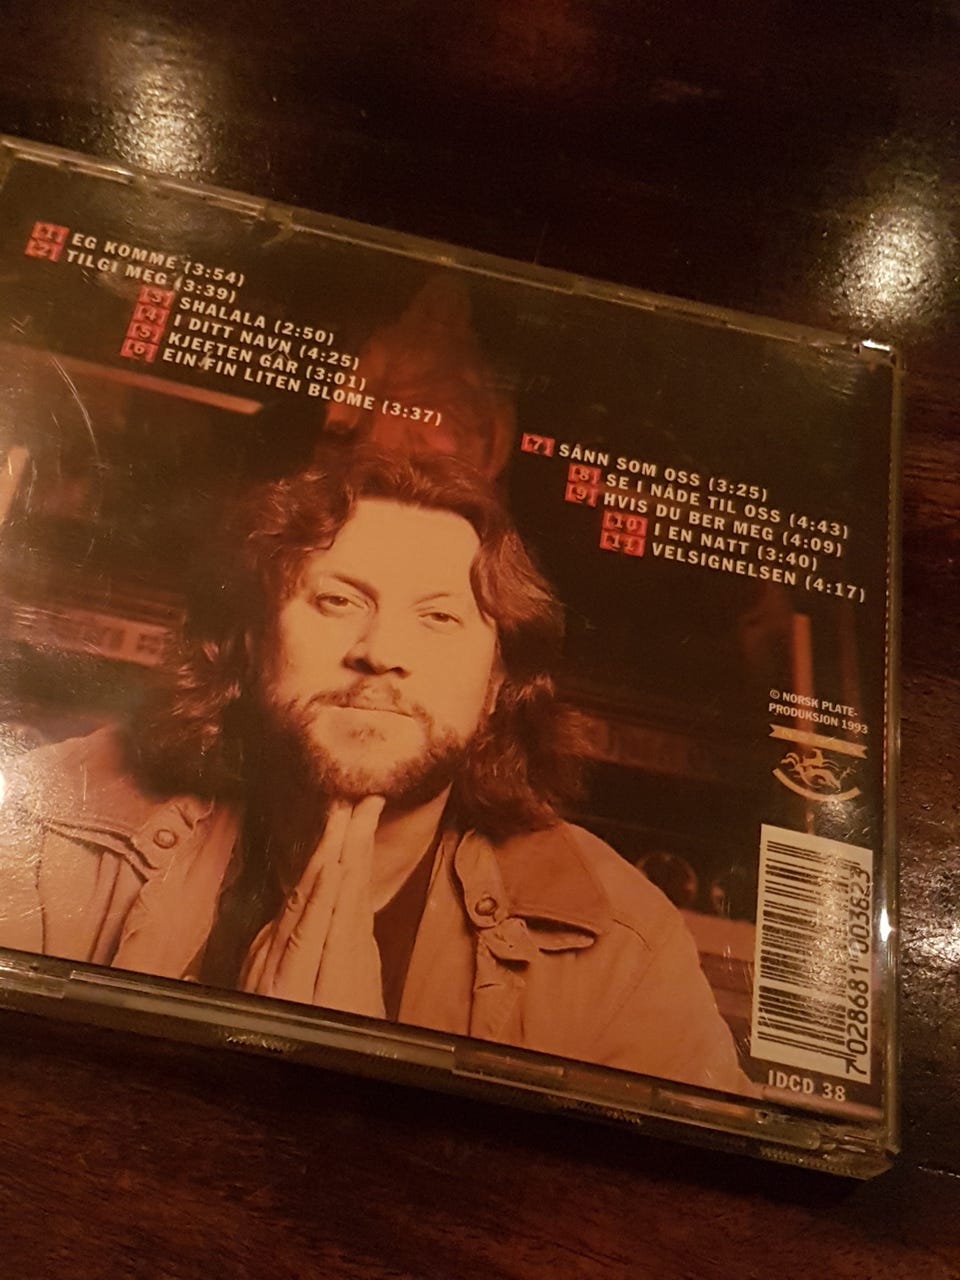 [1] EG KOMME (3:54)
[2] TILGI MEG (3:39)
[3] SHALALA (2:50)
[4] I DITT NAVN (4:25)
[5] KJEFTEN GÅR (3:01)
[6] EIN FIN LITEN BLOME (3:37)
[7] SÅNN SOM OSS (3:25)
[8] SE I NÅDE TIL OSS (4:43)
[9] HVIS DU BER MEG (4:09)
[10] I EN NATT (3:40)
[11] VELSIGNELSEN (4:17)
© NORSK PLATE-
PRODUKSJON 1993
7 028681 003823
IDCD 38